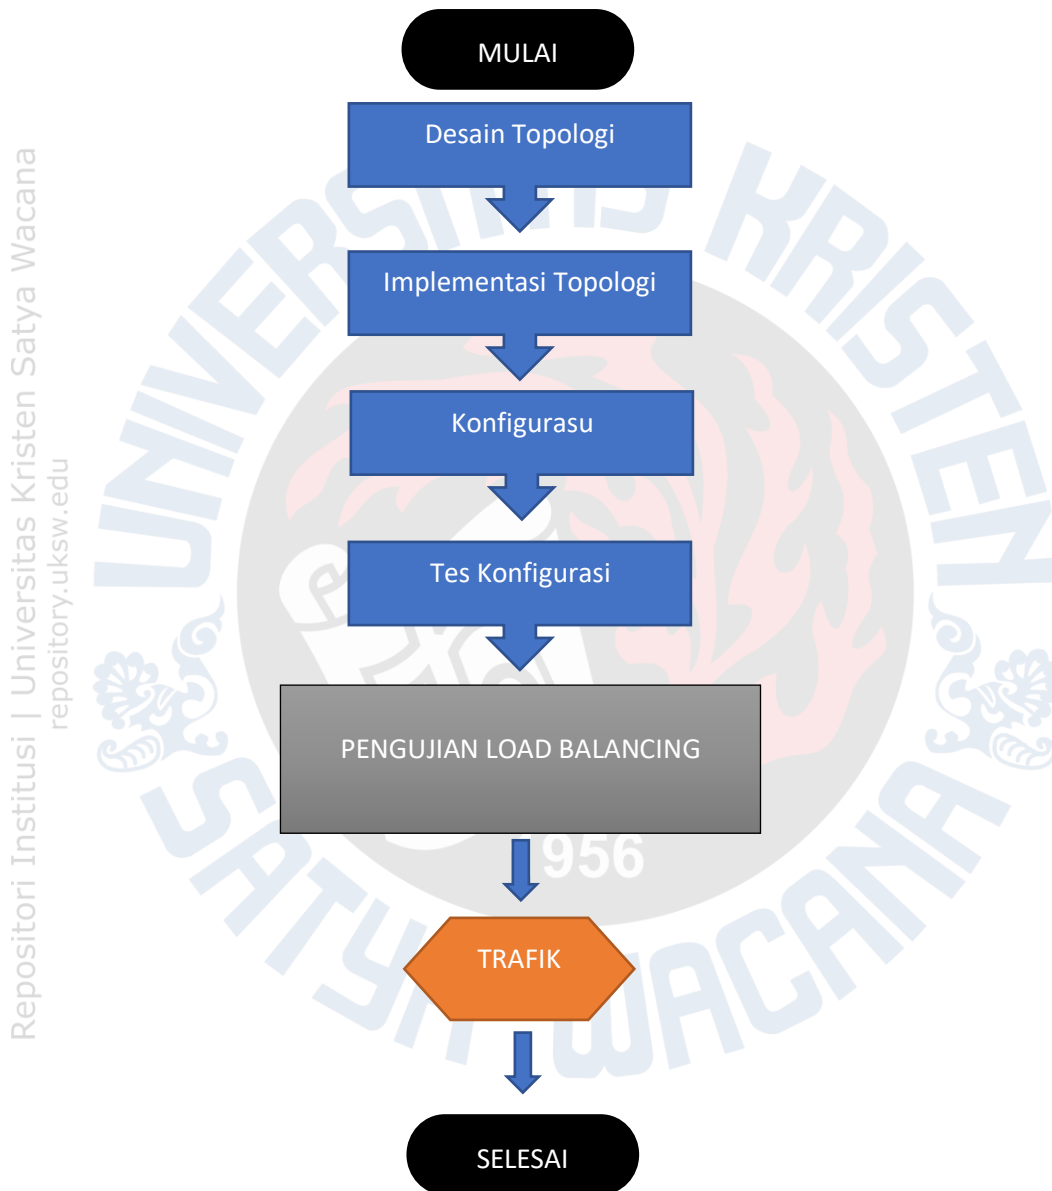 MULAI
Desain Topologi
Implementasi Topologi
Konfigurasu
Tes Konfigurasi
PENGUJIAN LOAD BALANCING
TRAFIK
SELESAI
Repositori Institusi | Universitas Kristen Satya Wacana
repository.uksw.edu
UNIVERSITAS KRISTEN
SATYA WACANA
956